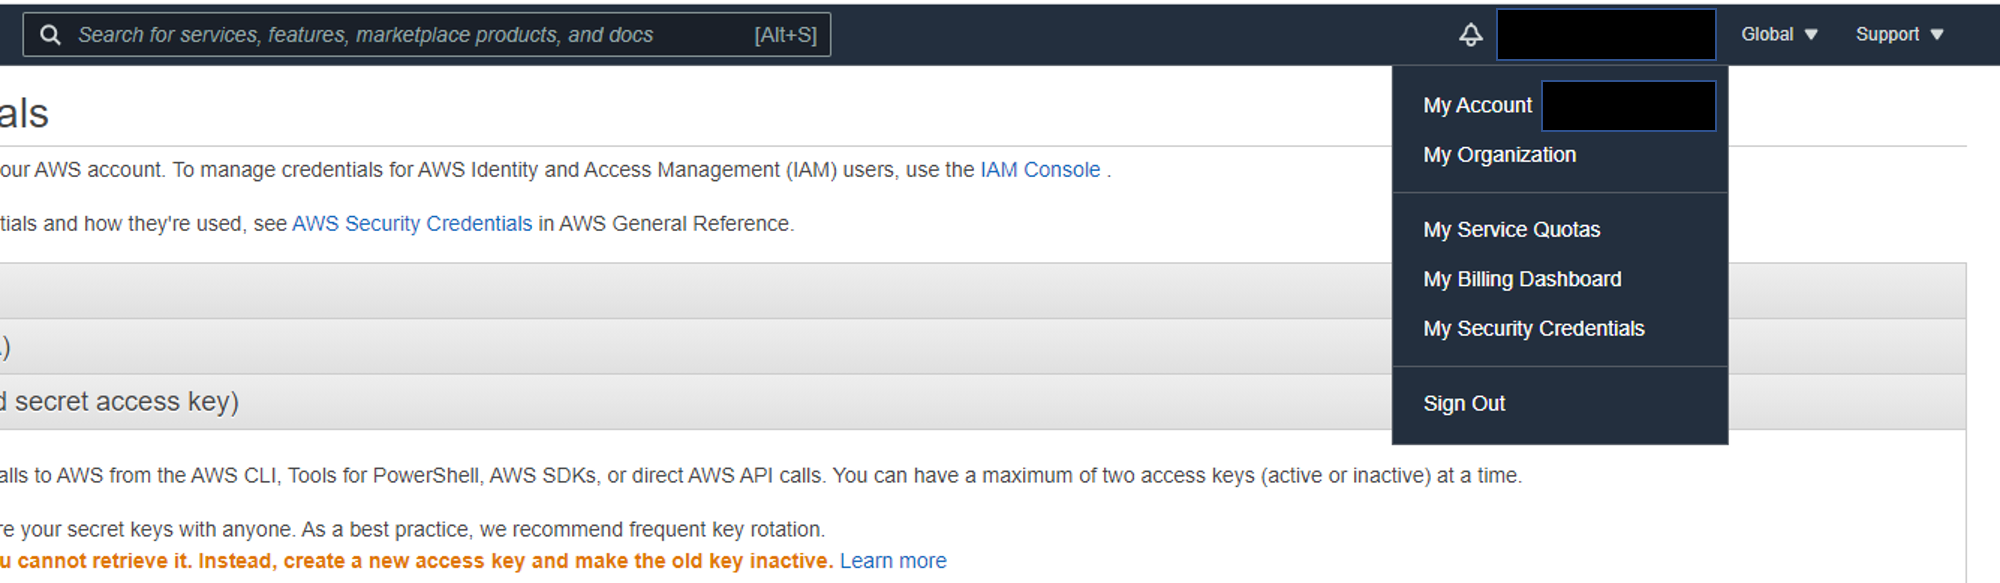 Search for services, features, marketplace products, and docs [Alt+S] Global Support
My Account
My Organization
My Service Quotas
My Billing Dashboard
My Security Credentials
Sign Out
als
our AWS account. To manage credentials for AWS Identity and Access Management (IAM) users, use the IAM Console .
tials and how they're used, see AWS Security Credentials in AWS General Reference.
)
d secret access key)
alls to AWS from the AWS CLI, Tools for PowerShell, AWS SDKs, or direct AWS API calls. You can have a maximum of two access keys (active or inactive) at a time.
re your secret keys with anyone. As a best practice, we recommend frequent key rotation.
u cannot retrieve it. Instead, create a new access key and make the old key inactive. Learn more